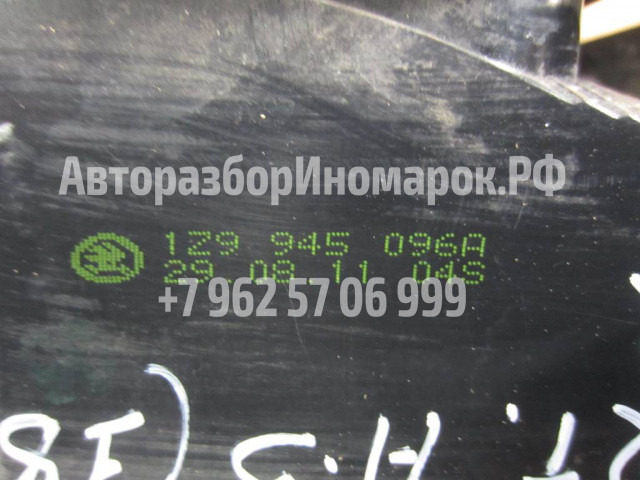 АвторазборИномарок.РФ
1Z9 945 096A
29.08.11 04S
+7 962 57 06 999